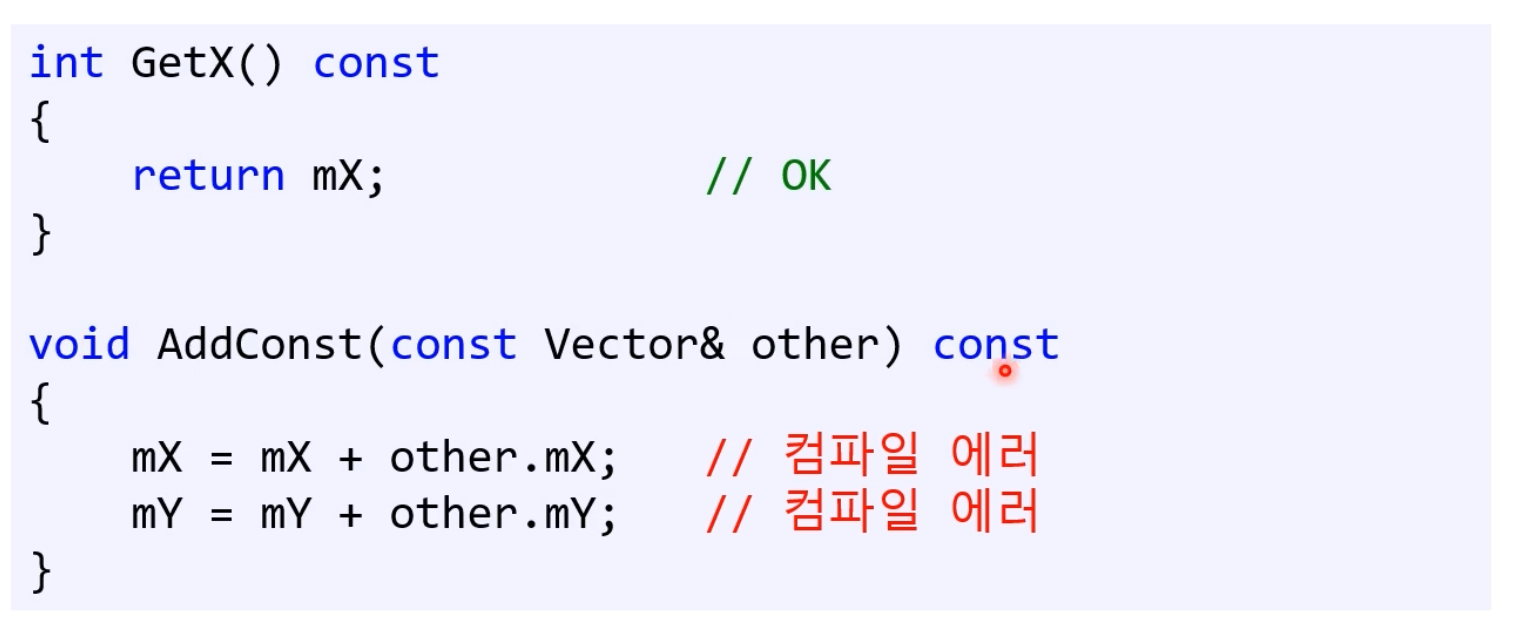 int GetX() const
{
    return mX;             // OK
}
void AddConst(const Vector& other) const
{
    mX = mX + other.mX;   // 컴파일 에러
    mY = mY + other.mY;   // 컴파일 에러
}